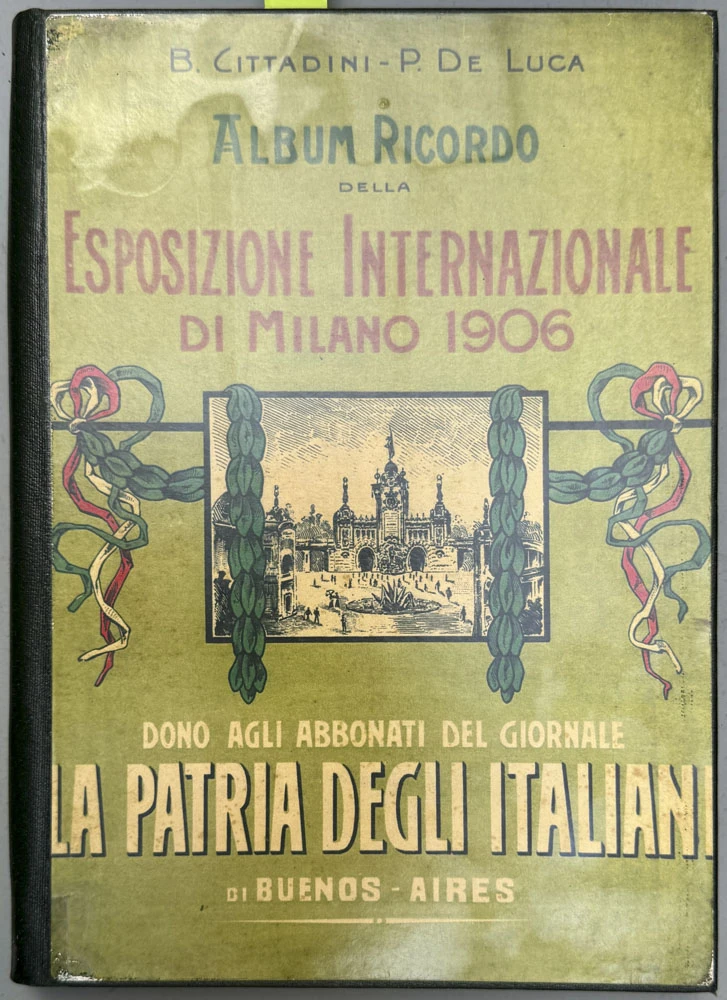 B. CITTADINI - P. DE LUCA
ALBUM RICORDO
DELLA
ESPOSIZIONE INTERNAZIONALE
DI MILANO 1906
DONO AGLI ABBONATI DEL GIORNALE
LA PATRIA DEGLI ITALIANI
DI BUENOS - AIRES